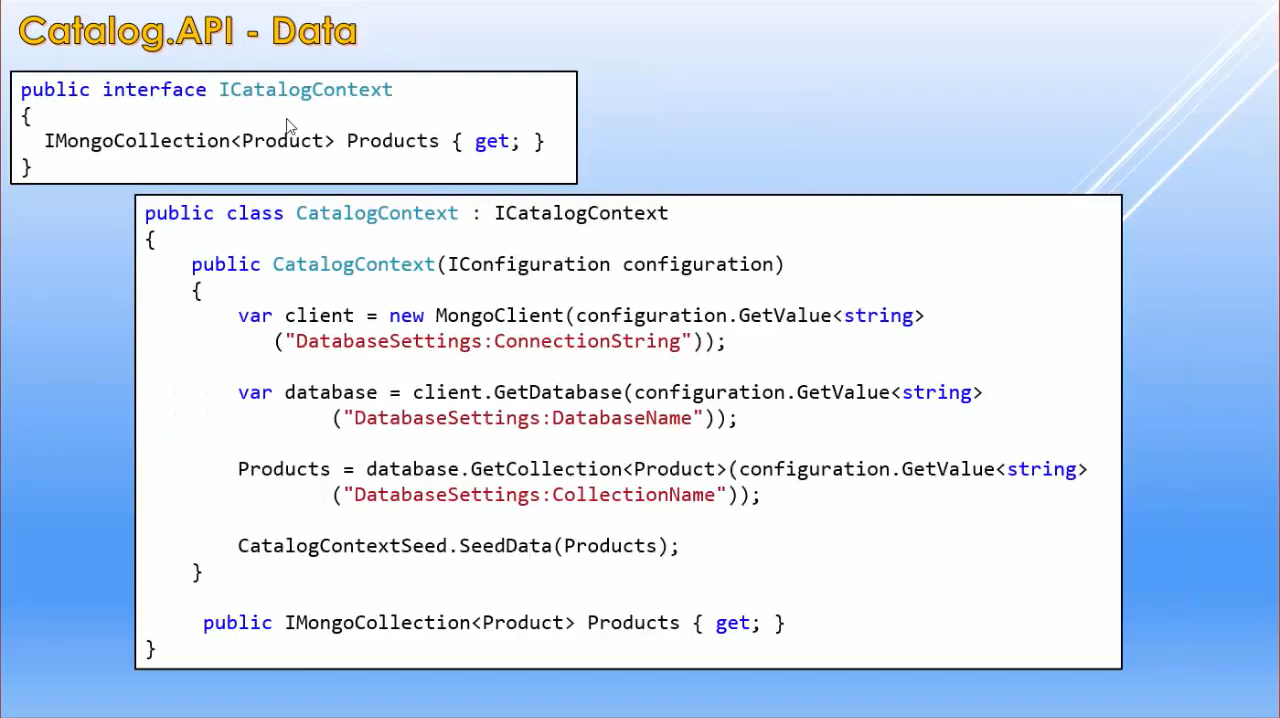 Catalog.API - Data
public interface ICatalogContext
{
IMongoCollection<Product> Products { get; }
}
public class CatalogContext : ICatalogContext
{
public CatalogContext(IConfiguration configuration)
{
var client = new MongoClient(configuration.GetValue<string>
("DatabaseSettings:ConnectionString"));
var database = client.GetDatabase(configuration.GetValue<string>
("DatabaseSettings:DatabaseName"));
Products = database.GetCollection<Product>(configuration.GetValue<string>
("DatabaseSettings:CollectionName"));
CatalogContextSeed.SeedData(Products);
}
public IMongoCollection<Product> Products { get; }
}